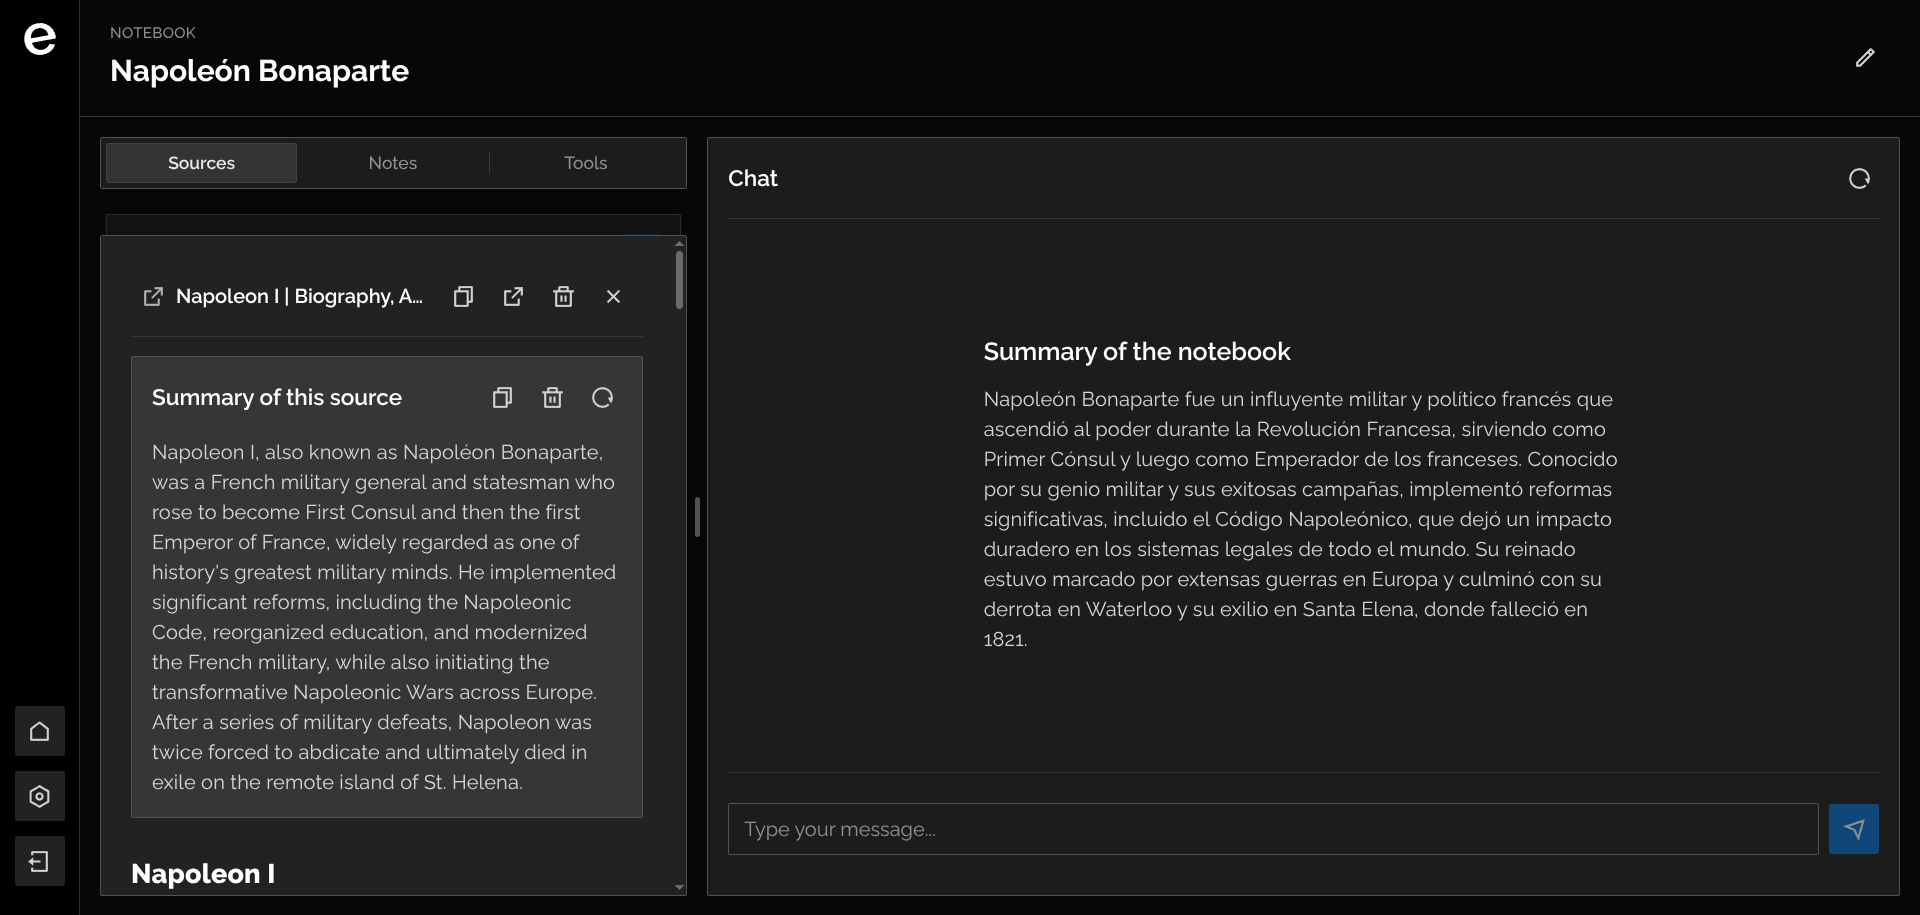 e
NOTEBOOK
Napoleón Bonaparte
Sources
Notes
Tools
Napoleon I | Biography, A...
Summary of this source
Napoleon I, also known as Napoléon Bonaparte,
was a French military general and statesman who
rose to become First Consul and then the first
Emperor of France, widely regarded as one of
history's greatest military minds. He implemented
significant reforms, including the Napoleonic
Code, reorganized education, and modernized
the French military, while also initiating the
transformative Napoleonic Wars across Europe.
After a series of military defeats, Napoleon was
twice forced to abdicate and ultimately died in
exile on the remote island of St. Helena.
Napoleon I
Chat
Summary of the notebook
Napoleón Bonaparte fue un influyente militar y político francés que
ascendió al poder durante la Revolución Francesa, sirviendo como
Primer Cónsul y luego como Emperador de los franceses. Conocido
por su genio militar y sus exitosas campañas, implementó reformas
significativas, incluido el Código Napoleónico, que dejó un impacto
duradero en los sistemas legales de todo el mundo. Su reinado
estuvo marcado por extensas guerras en Europa y culminó con su
derrota en Waterloo y su exilio en Santa Elena, donde falleció en
1821.
Type your message...